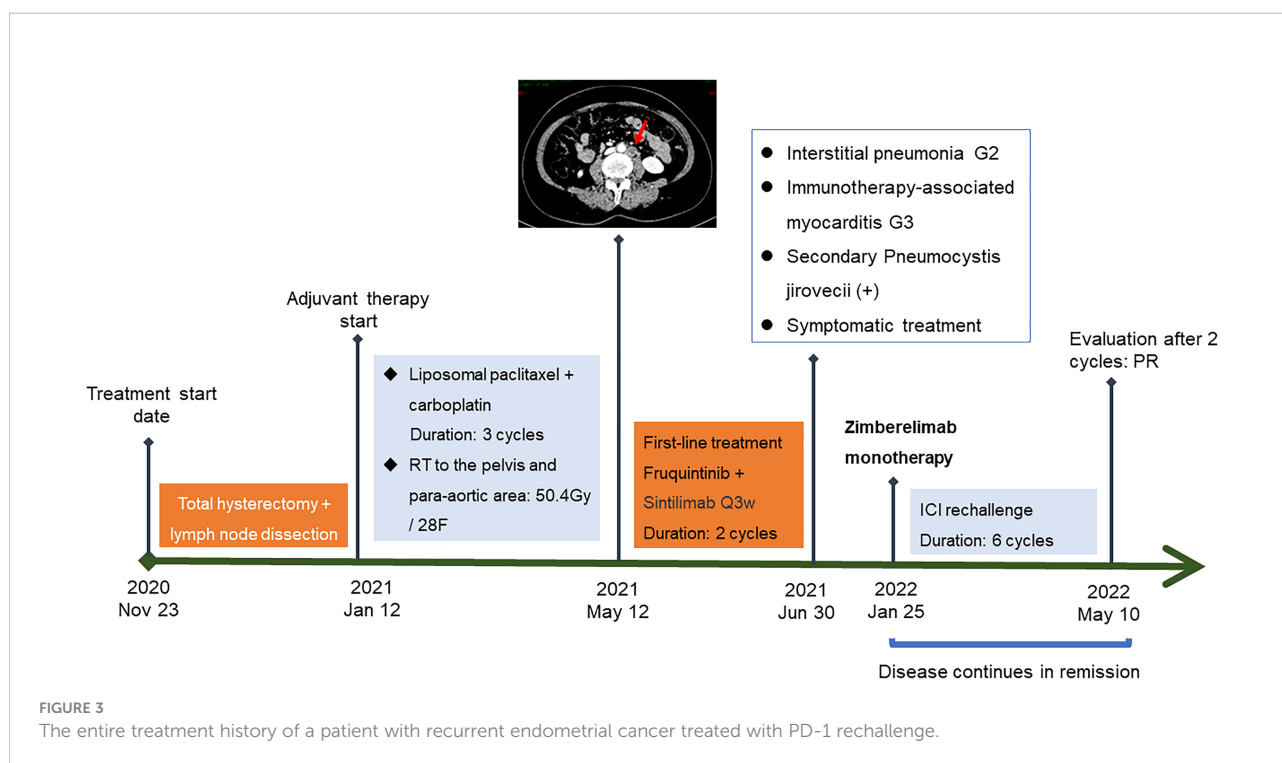 Interstitial pneumonia G2
Immunotherapy-associated
myocarditis G3
Secondary Pneumocystis
jirovecii (+)
Symptomatic treatment
Adjuvant therapy
start
Evaluation after 2
cycles: PR
Treatment start
date
Liposomal paclitaxel +
carboplatin
Duration: 3 cycles
RT to the pelvis and
para-aortic area: 50.4Gy
/ 28F
Zimberelimab
monotherapy
First-line treatment
Fruquintinib +
Sintilimab Q3w
Duration: 2 cycles
Total hysterectomy +
lymph node dissection
ICI rechallenge
Duration: 6 cycles
2020
Nov 23
2021
Jan 12
2021
May 12
2021
Jun 30
2022
Jan 25
2022
May 10
Disease continues in remission
FIGURE 3
The entire treatment history of a patient with recurrent endometrial cancer treated with PD-1 rechallenge.